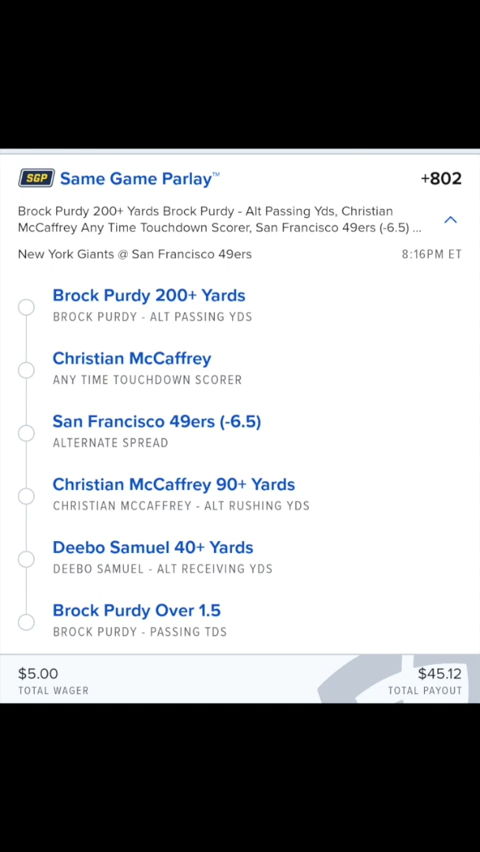 SGP Same Game Parlay™ +802
Brock Purdy 200+ Yards Brock Purdy - Alt Passing Yds, Christian
McCaffrey Any Time Touchdown Scorer, San Francisco 49ers (-6.5) ...
New York Giants @ San Francisco 49ers 8:16PM ET
Brock Purdy 200+ Yards
BROCK PURDY - ALT PASSING YDS
Christian McCaffrey
ANY TIME TOUCHDOWN SCORER
San Francisco 49ers (-6.5)
ALTERNATE SPREAD
Christian McCaffrey 90+ Yards
CHRISTIAN MCCAFFREY - ALT RUSHING YDS
Deebo Samuel 40+ Yards
DEEBO SAMUEL - ALT RECEIVING YDS
Brock Purdy Over 1.5
BROCK PURDY - PASSING TDS
$5.00 $45.12
TOTAL WAGER TOTAL PAYOUT